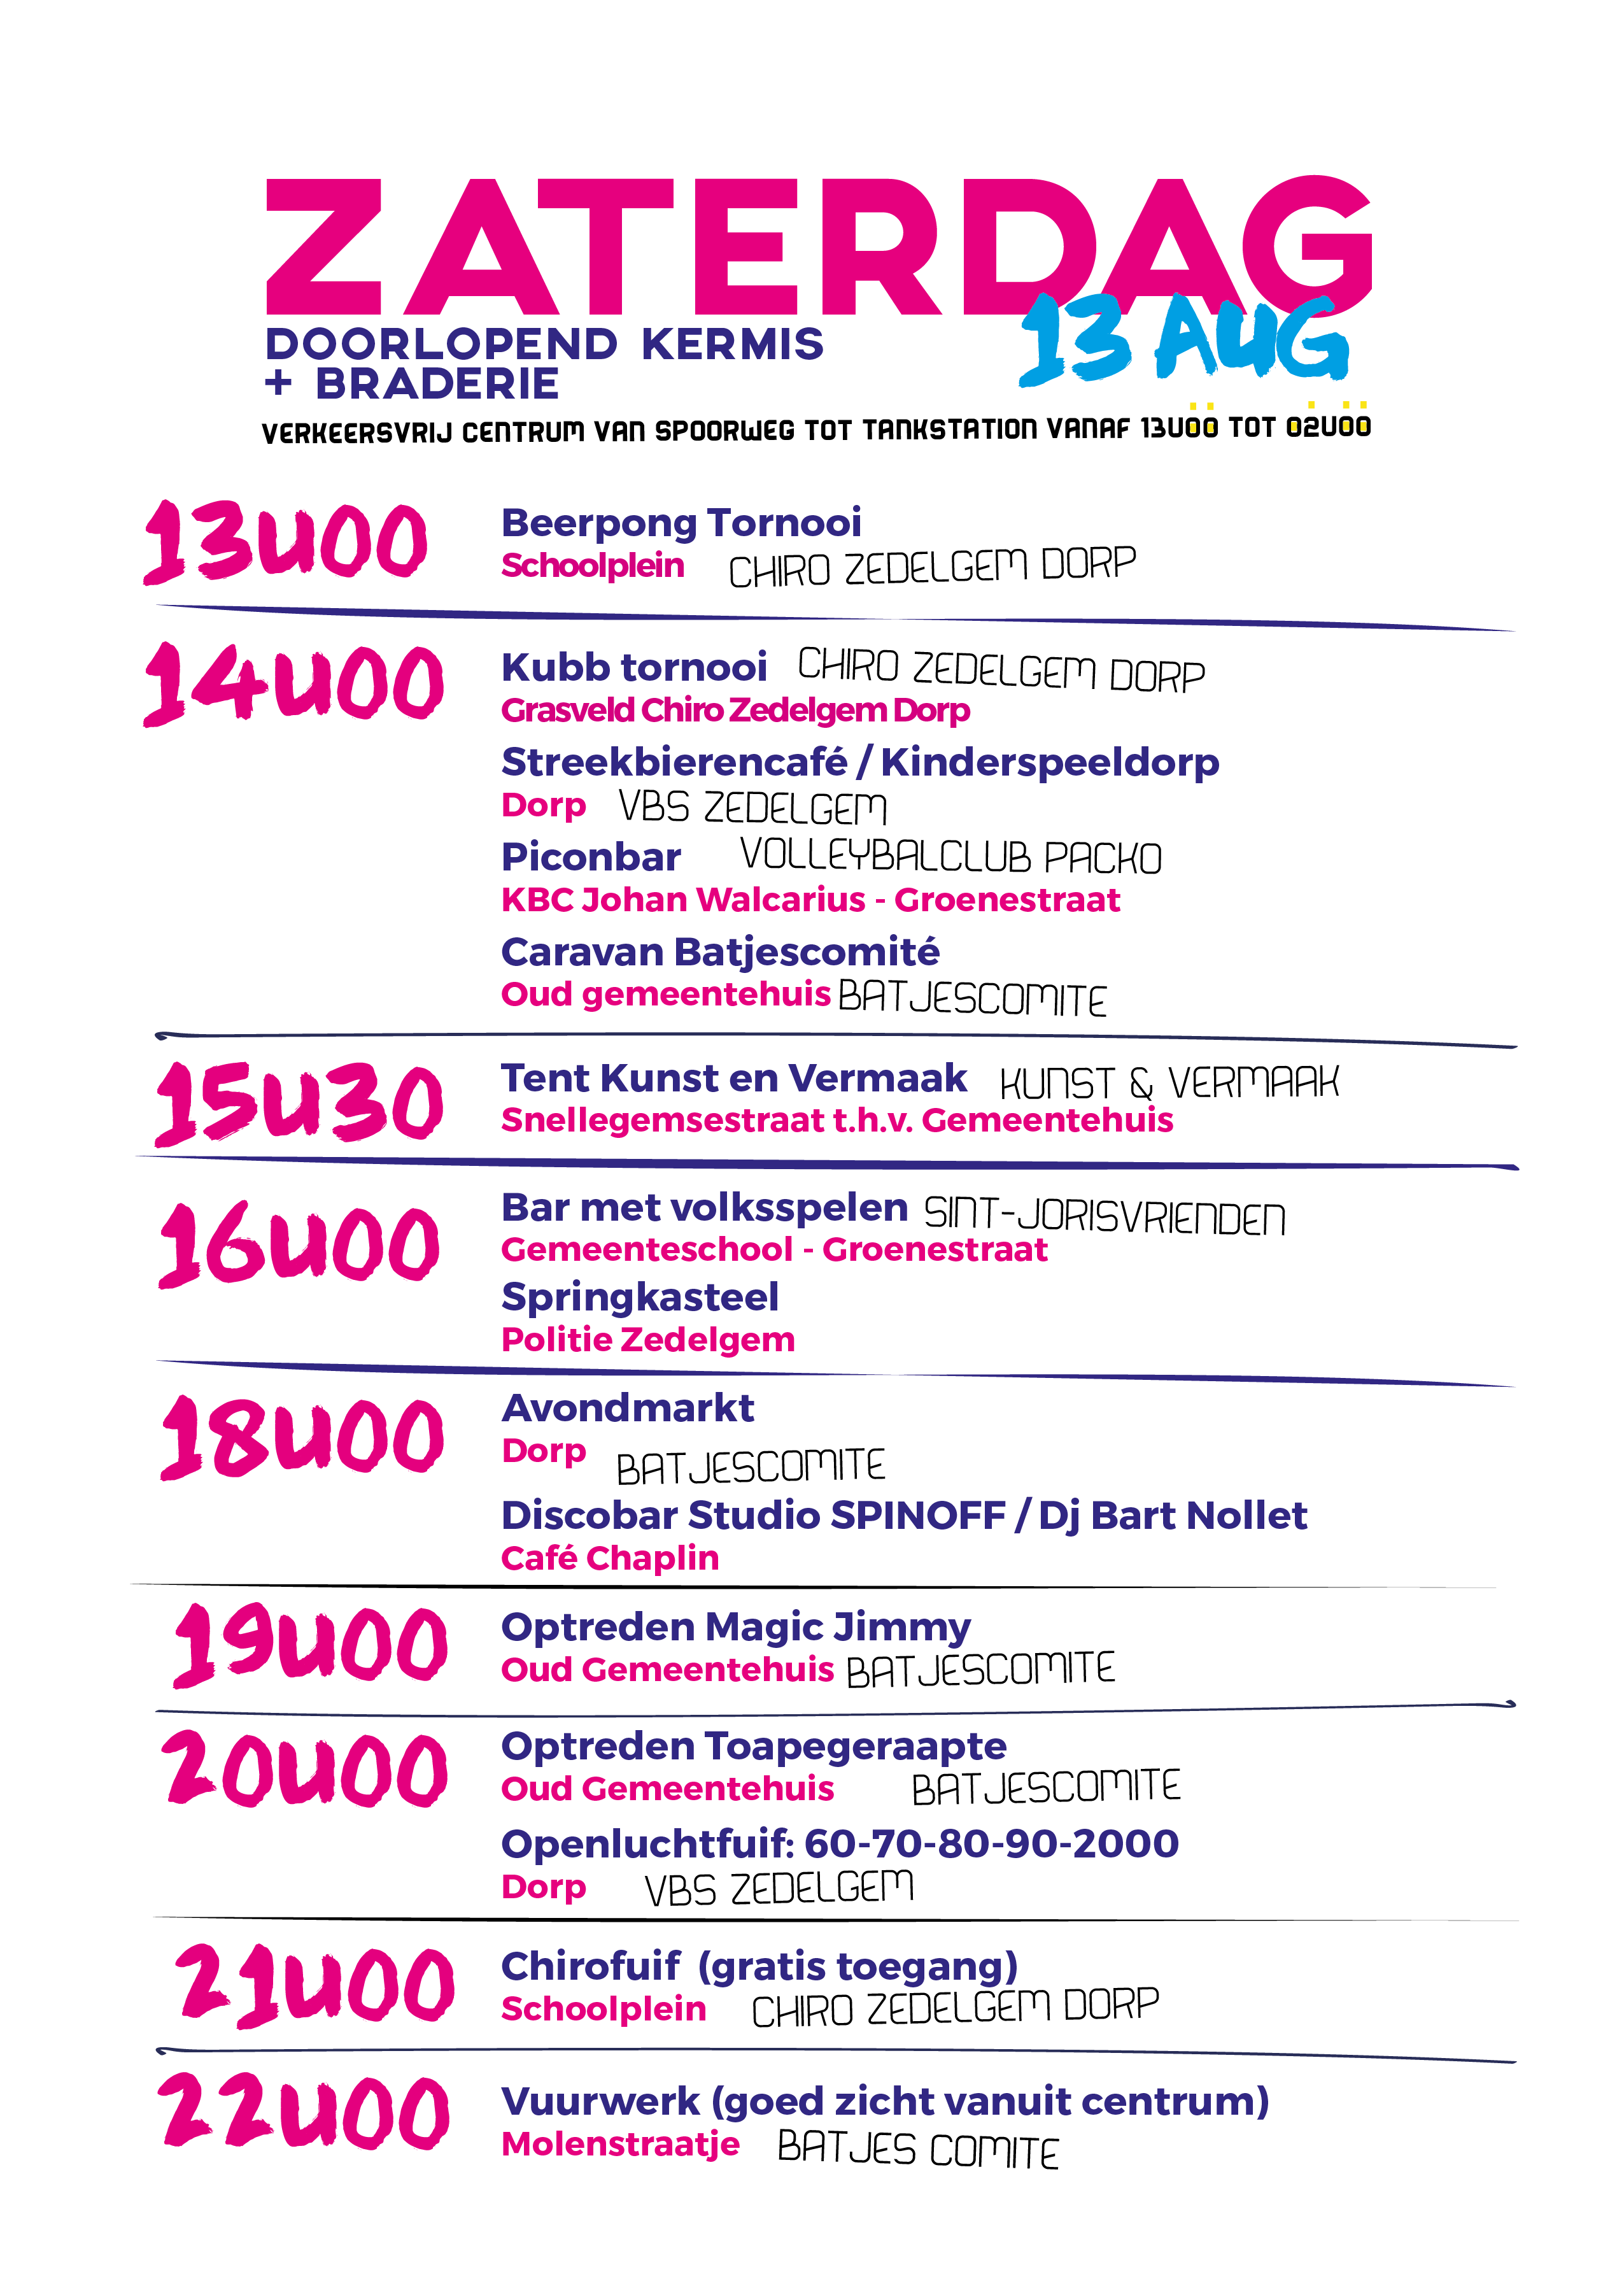 ZATERDAG
13 AUG
DOORLOPEND KERMIS
+ BRADERIE
VERKEERSVRIJ CENTRUM VAN SPOORWEG TOT TANKSTATION VANAF 13U00 TOT 02U00
13U00
Beerpong Tornooi
Schoolplein CHIRO ZEDELGEM DORP
14U00
Kubb tornooi CHIRO ZEDELGEM DORP
Grasveld Chiro Zedelgem Dorp
Streekbierencafé / Kinderspeeldorp
Dorp VBS ZEDELGEM
Piconbar VOLLEYBALCLUB PACKO
KBC Johan Walcarius - Groenestraat
Caravan Batjescomité
Oud gemeentehuis BATJESCOMITE
15U30
Tent Kunst en Vermaak KUNST & VERMAAK
Snellegemsestraat t.h.v. Gemeentehuis
16U00
Bar met volksspelen SINT-JORISVRIENDEN
Gemeenteschool - Groenestraat
Springkasteel
Politie Zedelgem
18U00
Avondmarkt
Dorp BATJESCOMITE
Discobar Studio SPINOFF / Dj Bart Nollet
Café Chaplin
19U00
Optreden Magic Jimmy
Oud Gemeentehuis BATJESCOMITE
20U00
Optreden Toapegeraapte
Oud Gemeentehuis BATJESCOMITE
Openluchtfuif: 60-70-80-90-2000
Dorp VBS ZEDELGEM
21U00
Chirofuif (gratis toegang)
Schoolplein CHIRO ZEDELGEM DORP
22U00
Vuurwerk (goed zicht vanuit centrum)
Molenstraatje BATJES COMITE